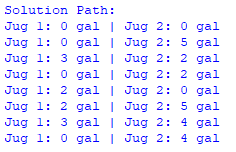 Solution Path:
Jug 1: 0 gal | Jug 2: 0 gal
Jug 1: 0 gal | Jug 2: 5 gal
Jug 1: 3 gal | Jug 2: 2 gal
Jug 1: 0 gal | Jug 2: 2 gal
Jug 1: 2 gal | Jug 2: 0 gal
Jug 1: 2 gal | Jug 2: 5 gal
Jug 1: 3 gal | Jug 2: 4 gal
Jug 1: 0 gal | Jug 2: 4 gal